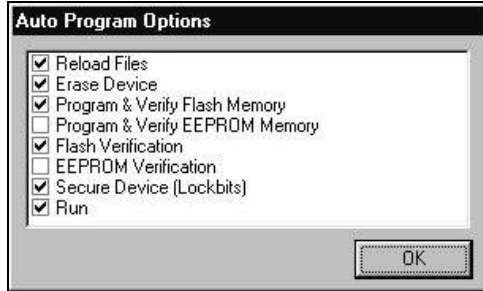 Auto Program Options
Reload Files
Erase Device
Program & Verify Flash Memory
Program & Verify EEPROM Memory
Flash Verification
EEPROM Verification
Secure Device (Lockbits)
Run
OK